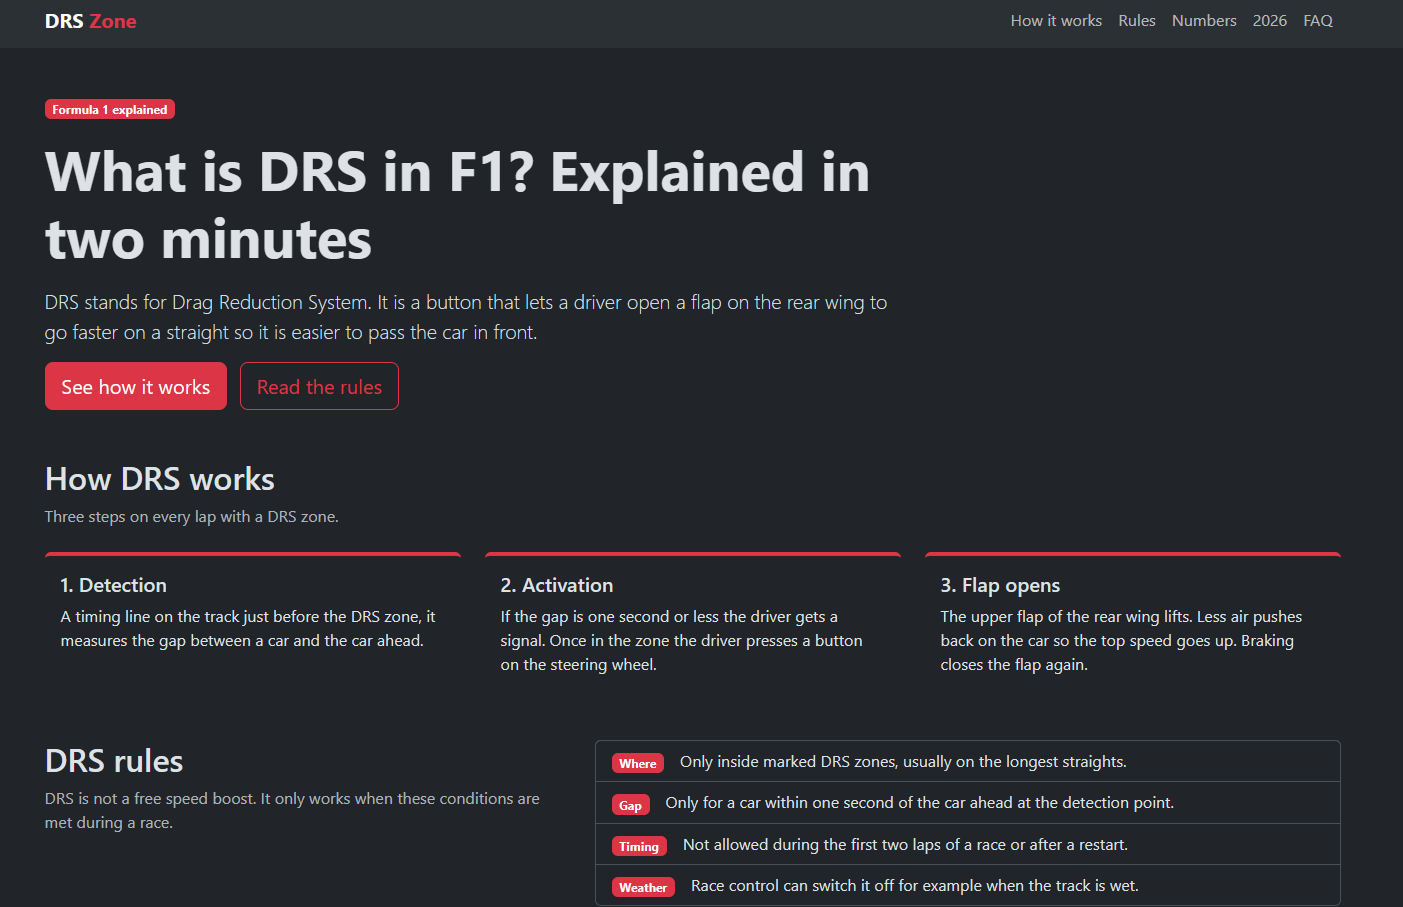 DRS Zone
How it works Rules Numbers 2026 FAQ
Formula 1 explained
What is DRS in F1? Explained in
two minutes
DRS stands for Drag Reduction System. It is a button that lets a driver open a flap on the rear wing to
go faster on a straight so it is easier to pass the car in front.
See how it works
Read the rules
How DRS works
Three steps on every lap with a DRS zone.
1. Detection
A timing line on the track just before the DRS zone, it
measures the gap between a car and the car ahead.
2. Activation
If the gap is one second or less the driver gets a
signal. Once in the zone the driver presses a button
on the steering wheel.
3. Flap opens
The upper flap of the rear wing lifts. Less air pushes
back on the car so the top speed goes up. Braking
closes the flap again.
DRS rules
DRS is not a free speed boost. It only works when these conditions are
met during a race.
Where Only inside marked DRS zones, usually on the longest straights.
Gap Only for a car within one second of the car ahead at the detection point.
Timing Not allowed during the first two laps of a race or after a restart.
Weather Race control can switch it off for example when the track is wet.